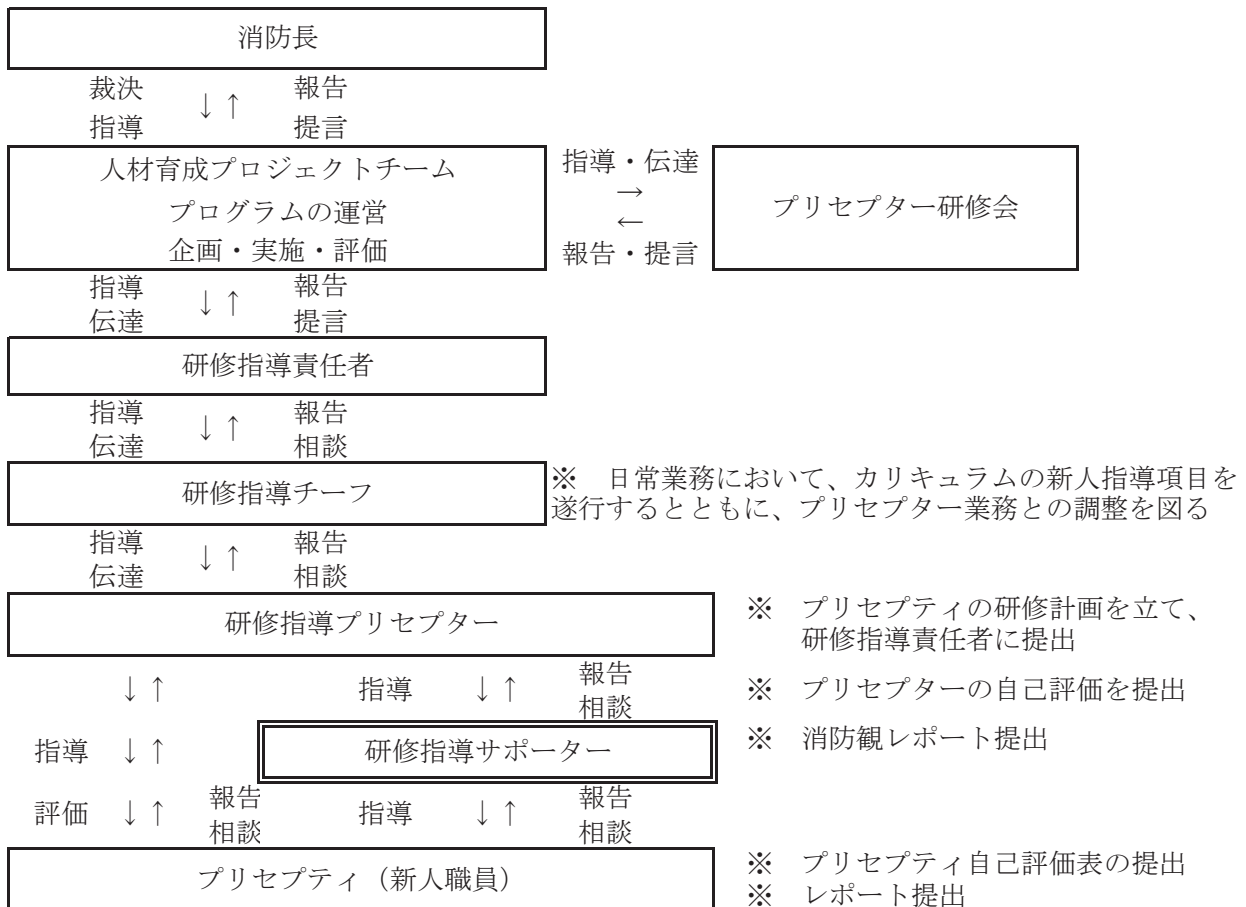 消防長
裁決 ↓↑ 報告
指導 提言
人材育成プロジェクトチーム
プログラムの運営
企画・実施・評価
指導・伝達
→
←
報告・提言
プリセプター研修会
指導 ↓↑ 報告
伝達 提言
研修指導責任者
指導 ↓↑ 報告
伝達 相談
研修指導チーフ
※ 日常業務において、カリキュラムの新人指導項目を
遂行するとともに、プリセプター業務との調整を図る
指導 ↓↑ 報告
伝達 相談
研修指導プリセプター
※ プリセプティの研修計画を立て、
研修指導責任者に提出
↓↑ 指導 ↓↑ 報告
相談
※ プリセプターの自己評価を提出
指導 ↓↑ 研修指導サポーター
※ 消防観レポート提出
評価 ↓↑ 報告 指導 ↓↑ 報告
相談 相談
プリセプティ（新人職員）
※ プリセプティ自己評価表の提出
※ レポート提出